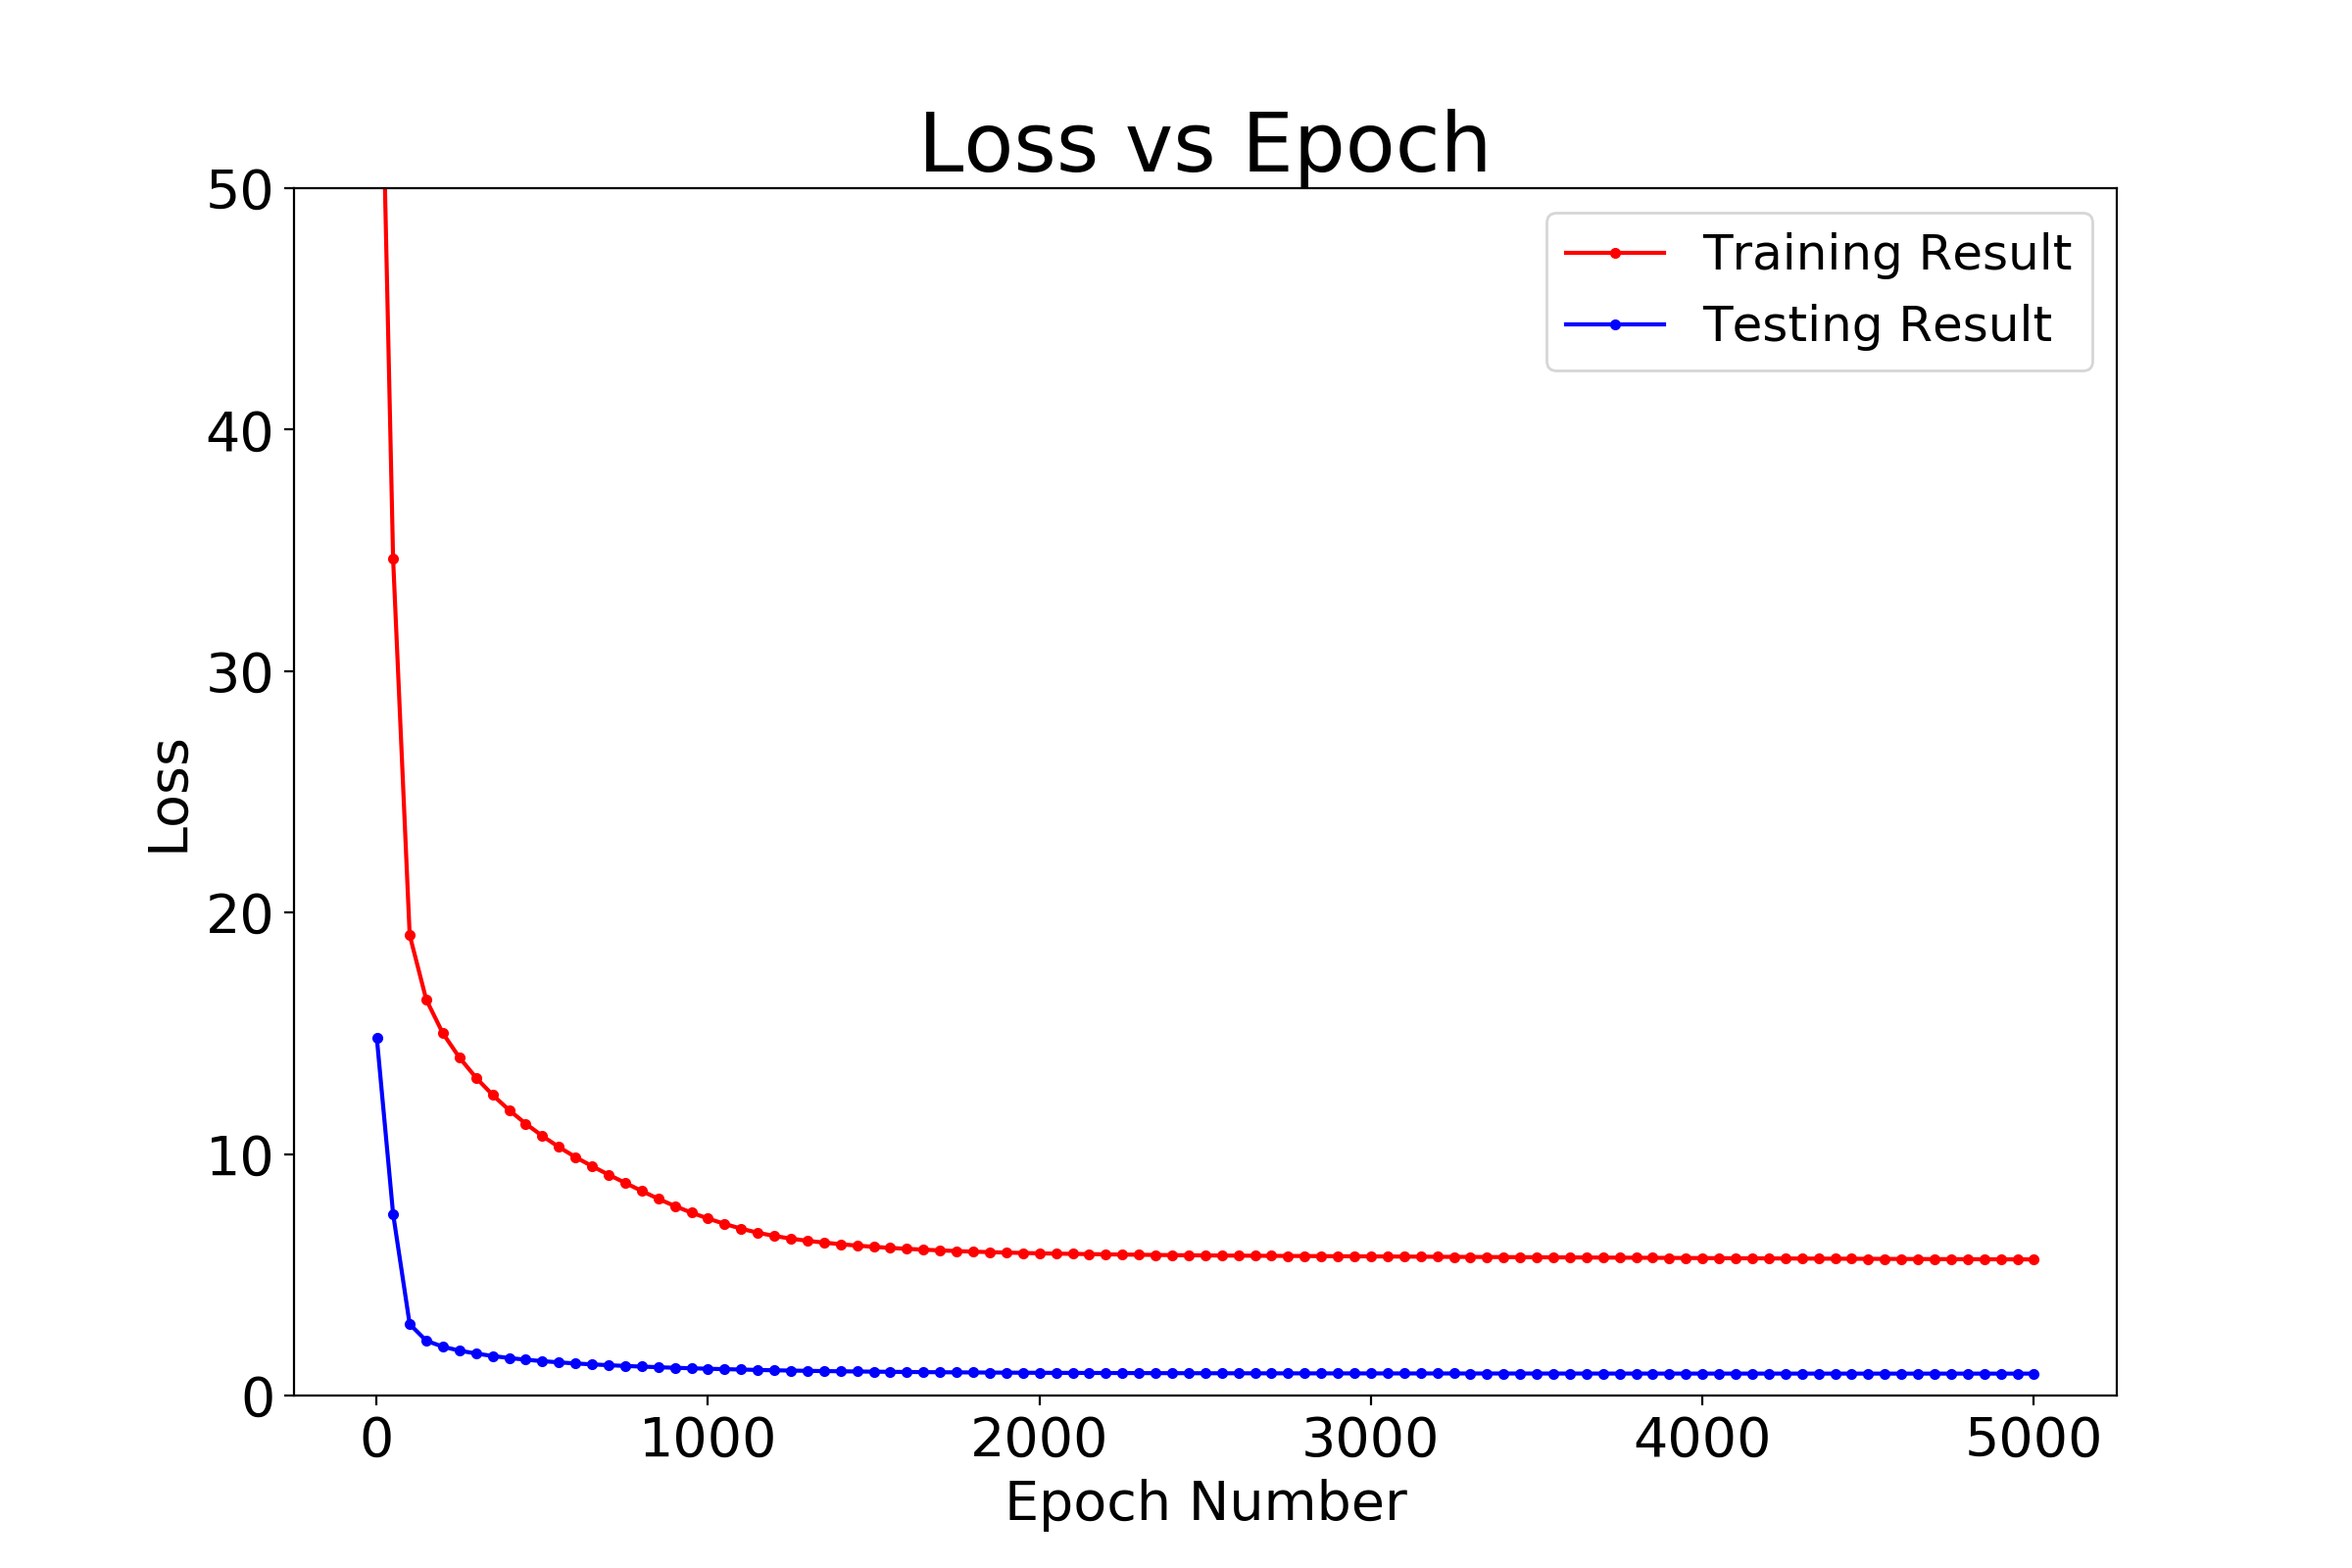 Loss vs Epoch
50
40
30
20
10
0
Loss
Training Result
Testing Result
0 1000 2000 3000 4000 5000
Epoch Number